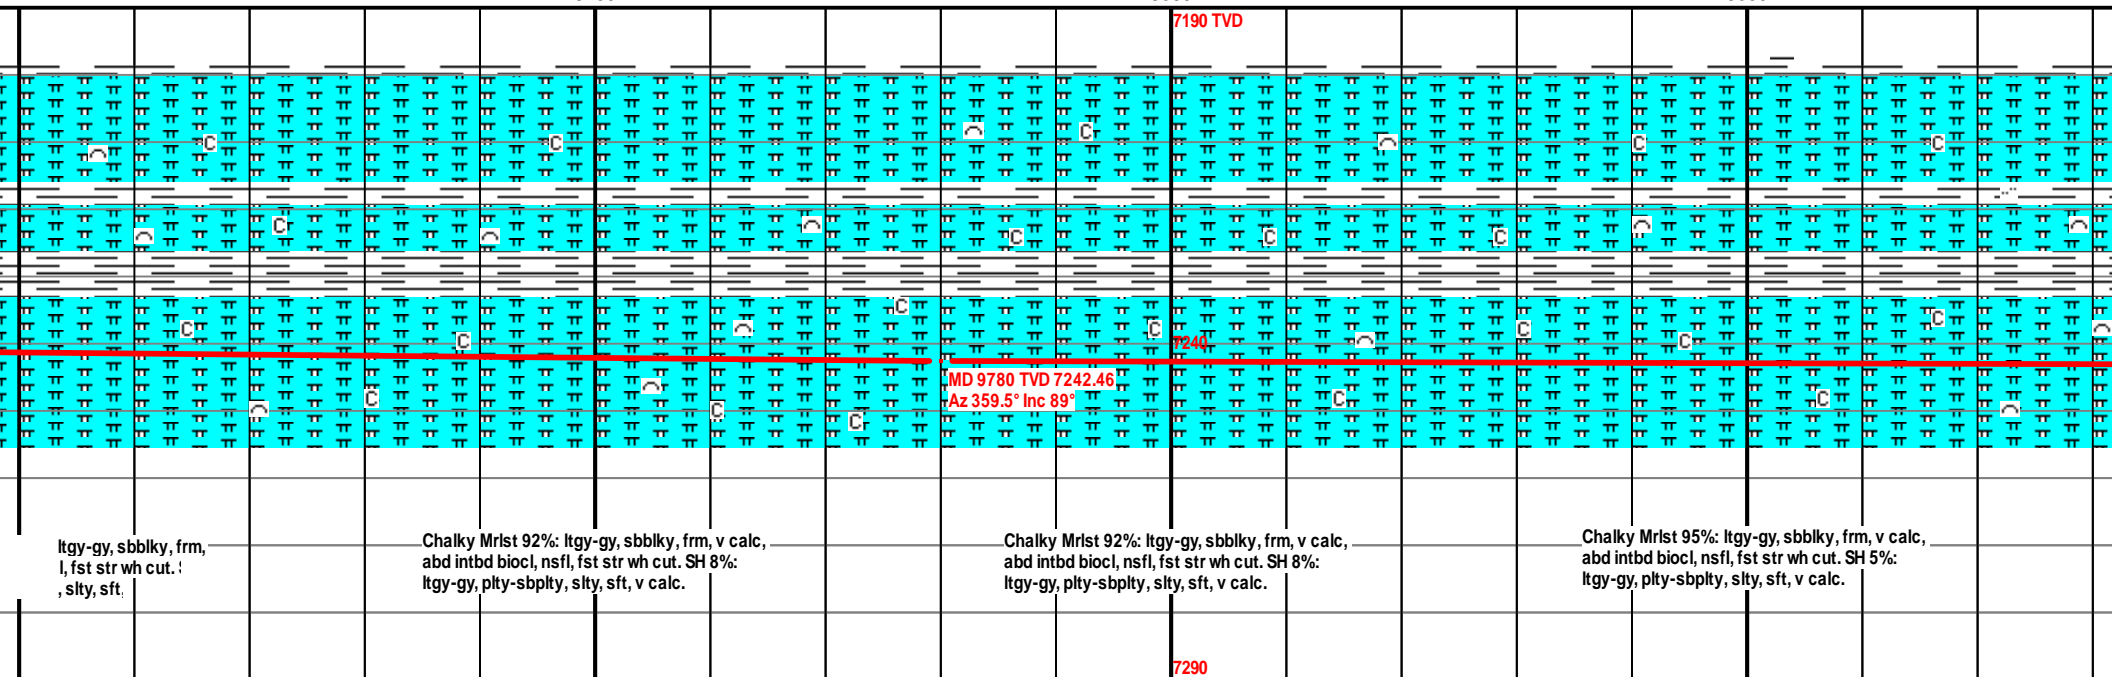 7190 TVD
7240
MD 9780 TVD 7242.46
Az 359.5° Inc 89°
ltgy-gy, sbblky, frm,
l, fst str wh cut.
, slty, sft,
Chalky Mrlst 92%: ltgy-gy, sbblky, frm, v calc,
abd intbd biocl, nsfl, fst str wh cut. SH 8%:
ltgy-gy, plty-sbplty, slty, sft, v calc.
Chalky Mrlst 92%: ltgy-gy, sbblky, frm, v calc,
abd intbd biocl, nsfl, fst str wh cut. SH 8%:
ltgy-gy, plty-sbplty, slty, sft, v calc.
Chalky Mrlst 95%: ltgy-gy, sbblky, frm, v calc,
abd intbd biocl, nsfl, fst str wh cut. SH 5%:
ltgy-gy, plty-sbplty, slty, sft, v calc.
7290